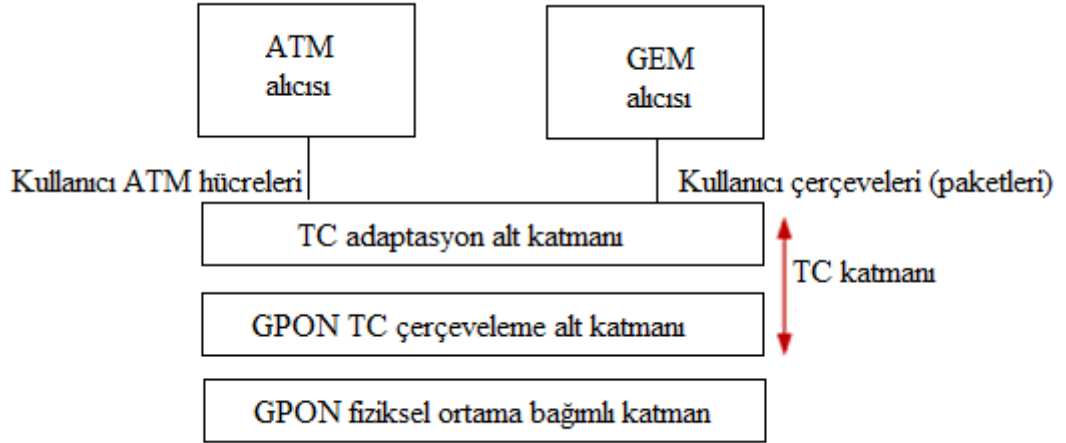 ATM
alıcısı
GEM
alıcısı
Kullanıcı ATM hücreleri
Kullanıcı çerçeveleri (paketleri)
TC adaptasyon alt katmanı
TC katmanı
GPON TC çerçeveleme alt katmanı
GPON fiziksel ortama bağımlı katman